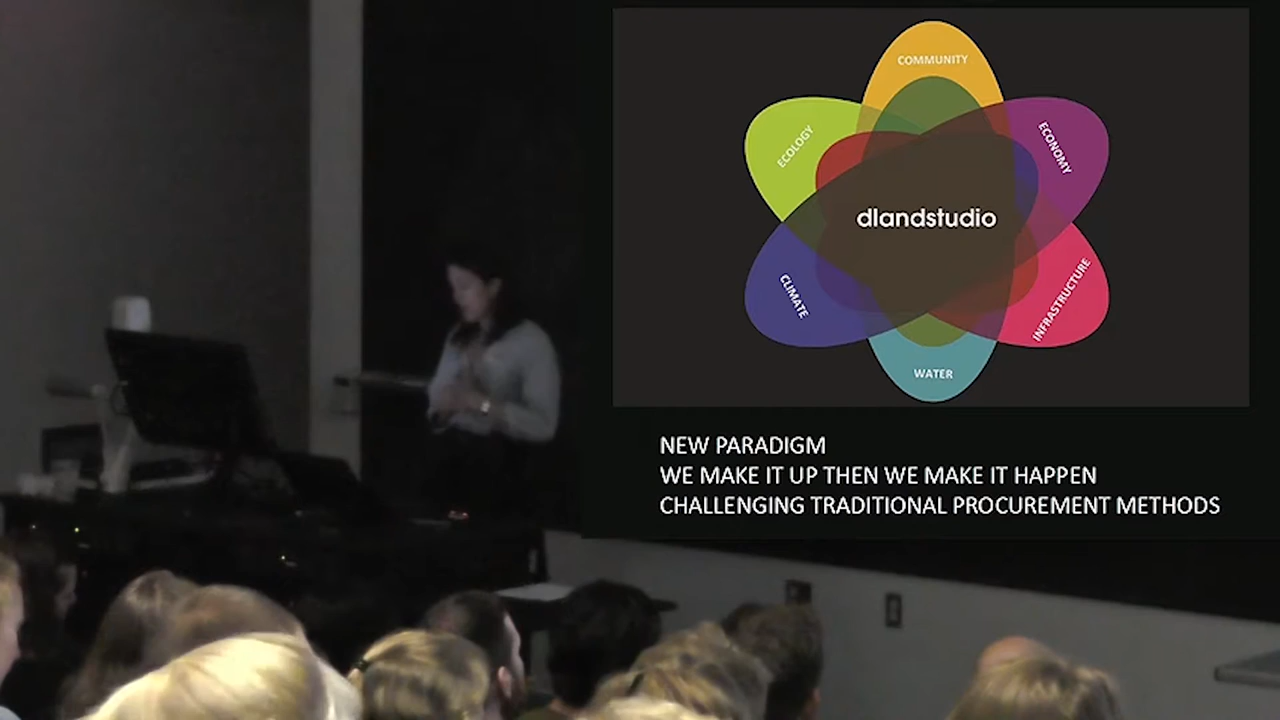 COMMUNITY
ECOLOGY
ECONOMY
dlandstudio
CLIMATE
INFRASTRUCTURE
WATER
NEW PARADIGM
WE MAKE IT UP THEN WE MAKE IT HAPPEN
CHALLENGING TRADITIONAL PROCUREMENT METHODS